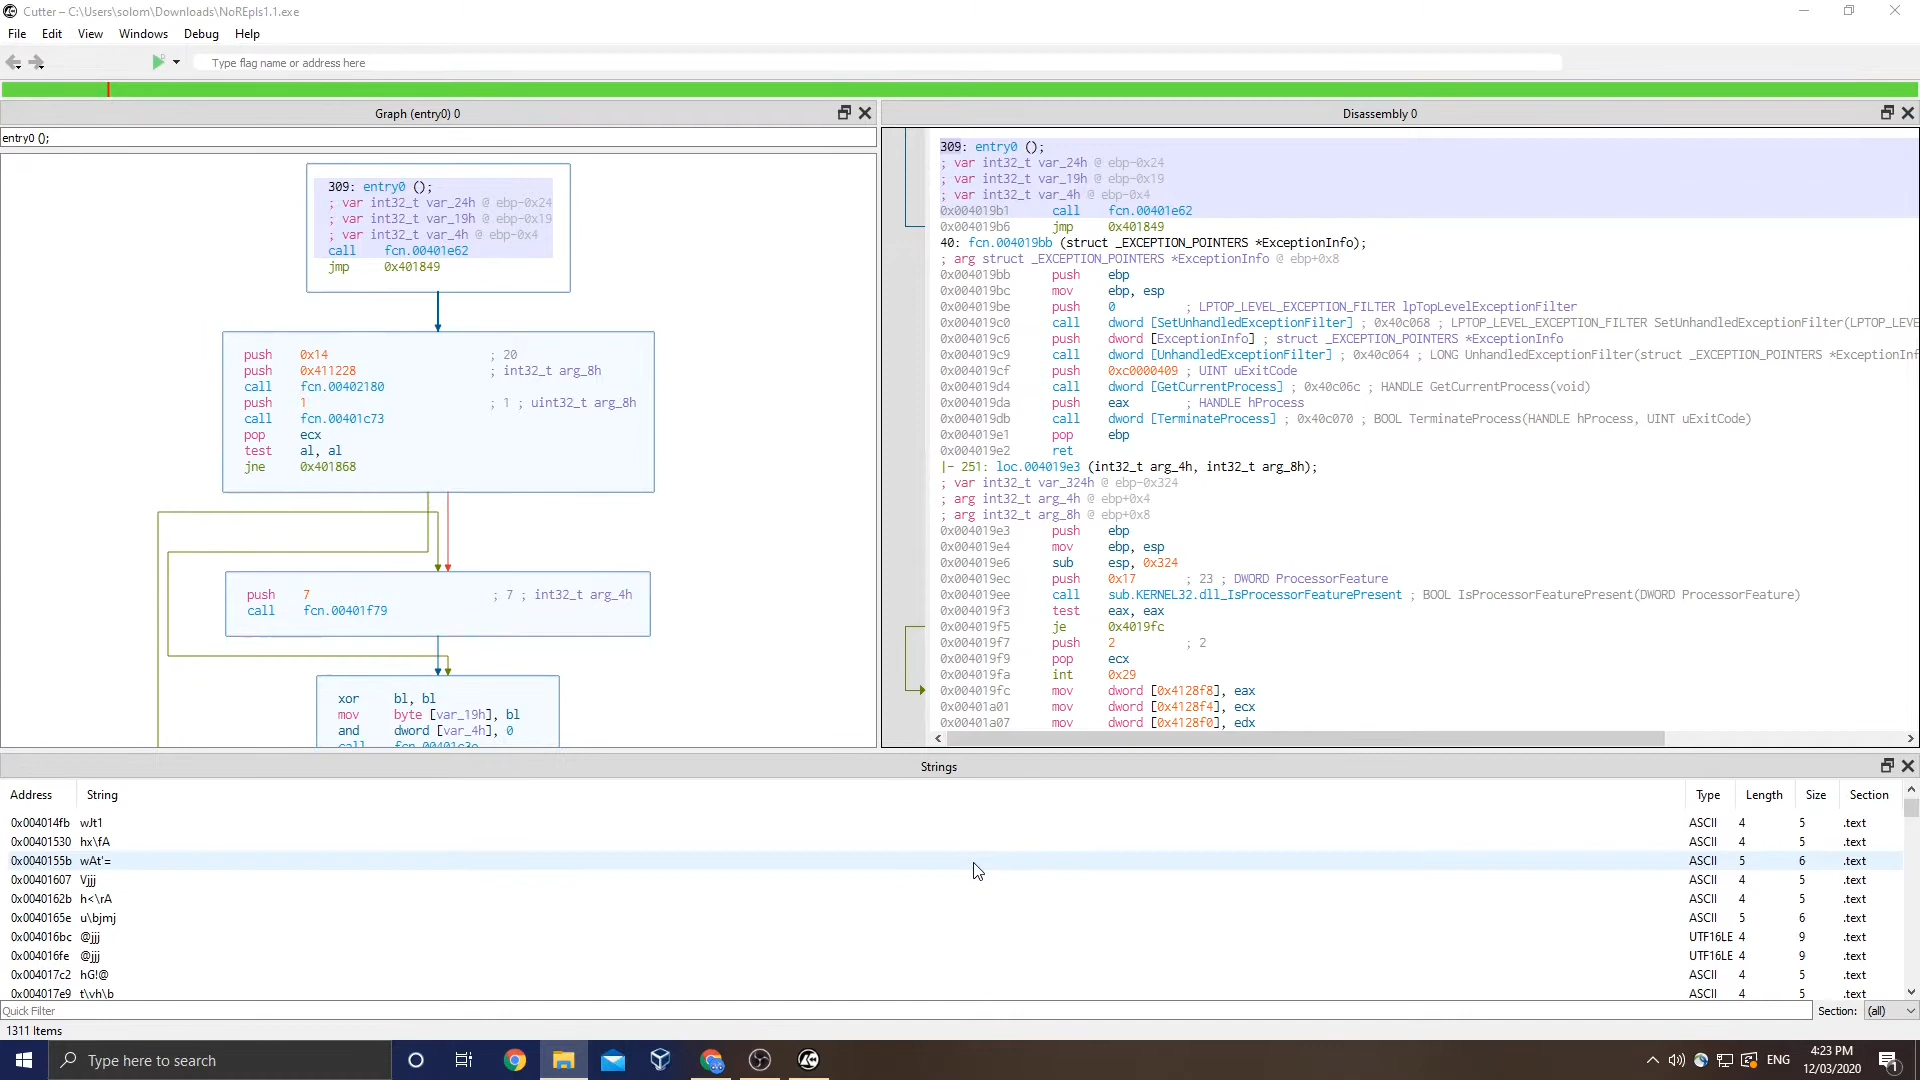 Cutter – C:\Users\solom\Downloads\NoREpls1.1.exe
File Edit View Windows Debug Help
Type flag name or address here
Graph (entry0) 0
entry0 ();
309: entry0 ();
; var int32_t var_24h @ ebp-0x24
; var int32_t var_19h @ ebp-0x19
; var int32_t var_4h @ ebp-0x4
call fcn.00401e62
jmp 0x401849
push 0x14 ; 20
push 0x411228 ; int32_t arg_8h
call fcn.00402180
push 1 ; 1 ; uint32_t arg_8h
call fcn.00401c73
pop ecx
test al, al
jne 0x401868
push 7 ; 7 ; int32_t arg_4h
call fcn.00401f79
xor bl, bl
mov byte [var_19h], bl
and dword [var_4h], 0
call fcn.00401c3e
Disassembly 0
309: entry0 ();
; var int32_t var_24h @ ebp-0x24
; var int32_t var_19h @ ebp-0x19
; var int32_t var_4h @ ebp-0x4
0x004019b1 call fcn.00401e62
0x004019b6 jmp 0x401849
40: fcn.004019bb (struct _EXCEPTION_POINTERS *ExceptionInfo);
; arg struct _EXCEPTION_POINTERS *ExceptionInfo @ ebp+0x8
0x004019bb push ebp
0x004019bc mov ebp, esp
0x004019be push 0 ; LPTOP_LEVEL_EXCEPTION_FILTER lpTopLevelExceptionFilter
0x004019c0 call dword [SetUnhandledExceptionFilter] ; 0x40c068 ; LPTOP_LEVEL_EXCEPTION_FILTER SetUnhandledExceptionFilter(LPTOP_LEVE
0x004019c6 push dword [ExceptionInfo] ; struct _EXCEPTION_POINTERS *ExceptionInfo
0x004019c9 call dword [UnhandledExceptionFilter] ; 0x40c064 ; LONG UnhandledExceptionFilter(struct _EXCEPTION_POINTERS *ExceptionInf
0x004019cf push 0xc0000409 ; UINT uExitCode
0x004019d4 call dword [GetCurrentProcess] ; 0x40c06c ; HANDLE GetCurrentProcess(void)
0x004019da push eax ; HANDLE hProcess
0x004019db call dword [TerminateProcess] ; 0x40c070 ; BOOL TerminateProcess(HANDLE hProcess, UINT uExitCode)
0x004019e1 pop ebp
0x004019e2 ret
|- 251: loc.004019e3 (int32_t arg_4h, int32_t arg_8h);
; var int32_t var_324h @ ebp-0x324
; arg int32_t arg_4h @ ebp+0x4
; arg int32_t arg_8h @ ebp+0x8
0x004019e3 push ebp
0x004019e4 mov ebp, esp
0x004019e6 sub esp, 0x324
0x004019ec push 0x17 ; 23 ; DWORD ProcessorFeature
0x004019ee call sub.KERNEL32.dll_IsProcessorFeaturePresent ; BOOL IsProcessorFeaturePresent(DWORD ProcessorFeature)
0x004019f3 test eax, eax
0x004019f5 je 0x4019fc
0x004019f7 push 2 ; 2
0x004019f9 pop ecx
0x004019fa int 0x29
0x004019fc mov dword [0x4128f8], eax
0x00401a01 mov dword [0x4128f4], ecx
0x00401a07 mov dword [0x4128f0], edx
Strings
Address String Type Length Size Section
0x004014fb wJt1 ASCII 4 5 .text
0x00401530 hx\fA ASCII 4 5 .text
0x0040155b wAt'= ASCII 5 6 .text
0x00401607 Vjjj ASCII 4 5 .text
0x0040162b h<\rA ASCII 4 5 .text
0x0040165e u\bjmj ASCII 5 6 .text
0x004016bc @jjj UTF16LE 4 9 .text
0x004016fe @jjj UTF16LE 4 9 .text
0x004017c2 hG!@ ASCII 4 5 .text
0x004017e9 t\vh\b ASCII 4 5 .text
Quick Filter Section: (all)
1311 Items
Type here to search
ENG
4:23 PM
12/03/2020
1